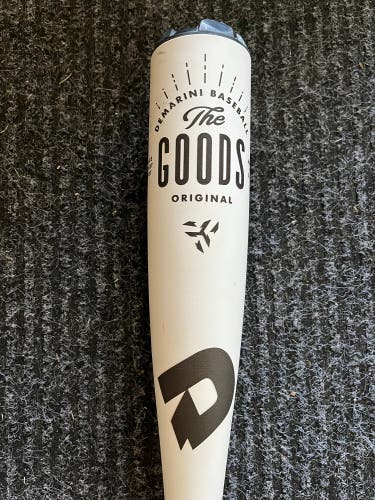 DEMARINI BASEBALL
The
GOODS
ORIGINAL